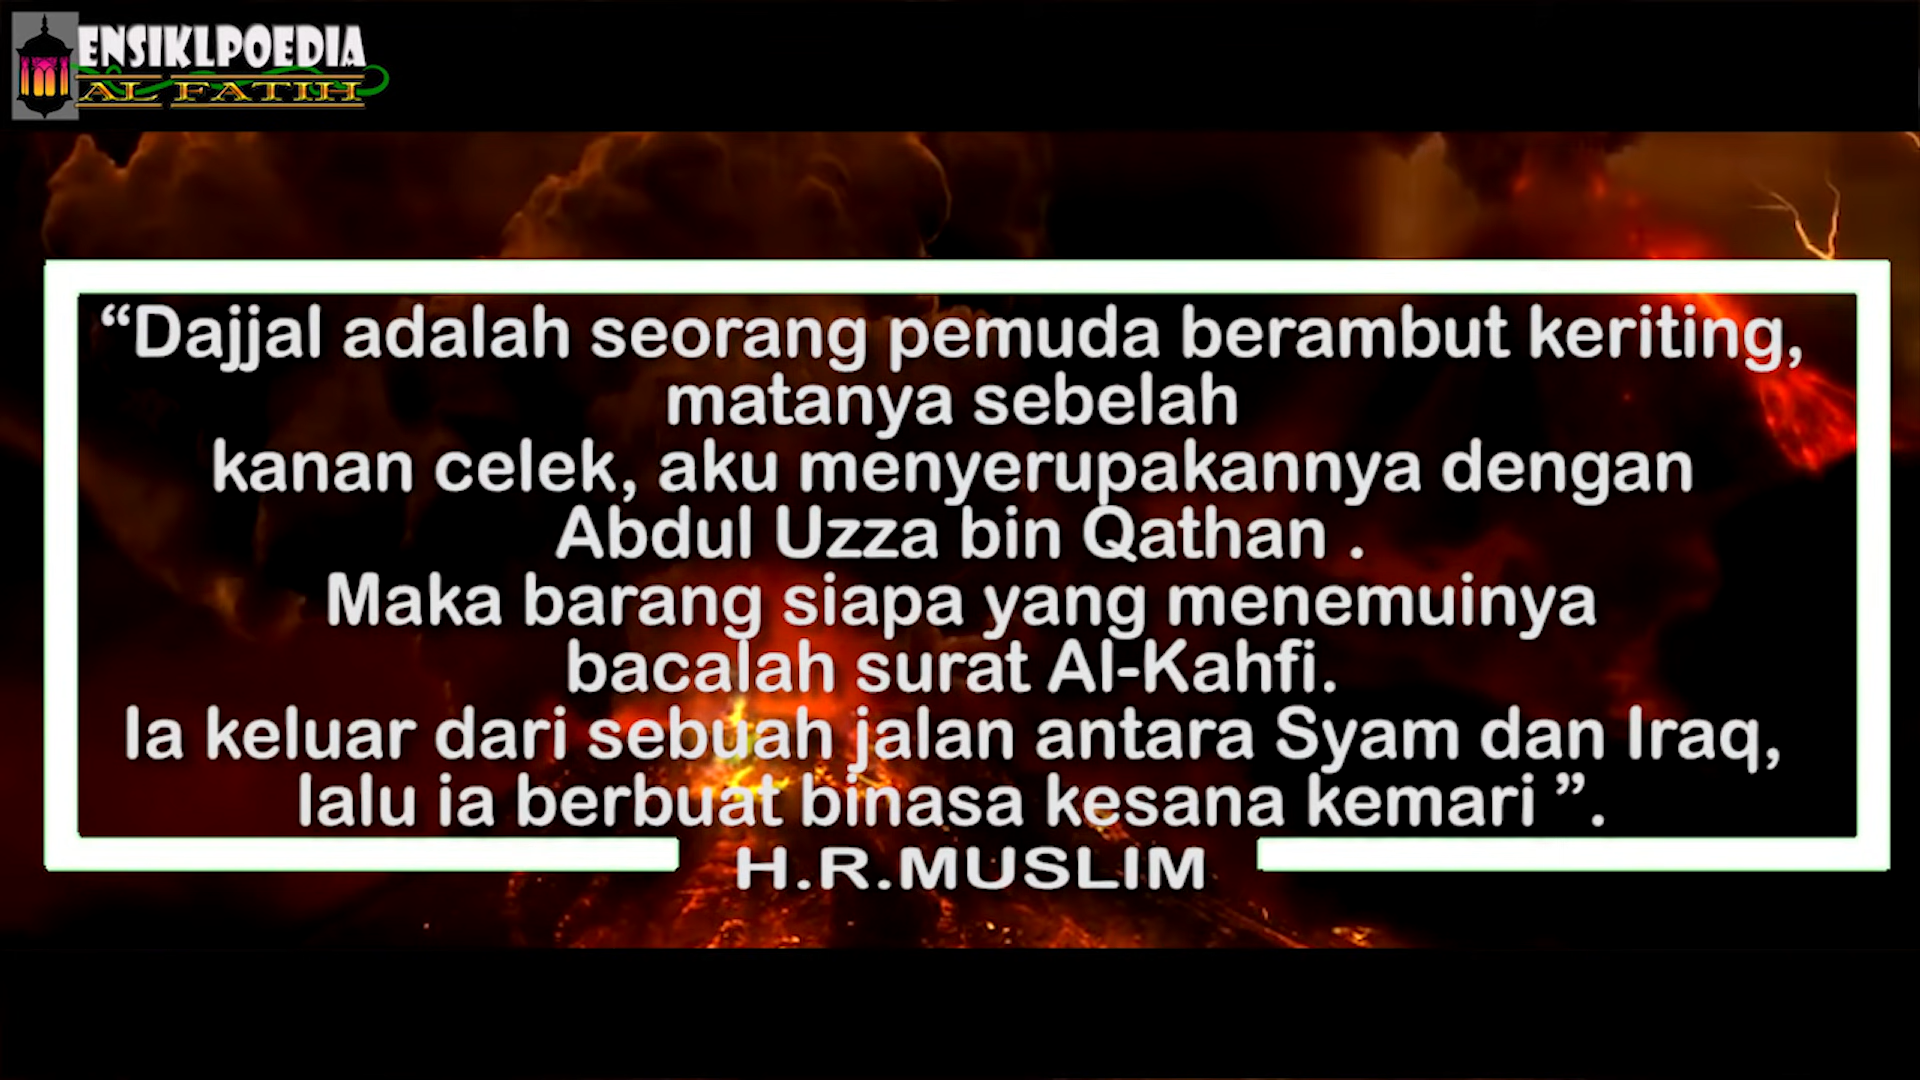 ENSIKLPOEDIA
AL FATIH
“Dajjal adalah seorang pemuda berambut keriting,
matanya sebelah
kanan celek, aku menyerupakannya dengan
Abdul Uzza bin Qathan .
Maka barang siapa yang menemuinya
bacalah surat Al-Kahfi.
Ia keluar dari sebuah jalan antara Syam dan Iraq,
lalu ia berbuat binasa kesana kemari ”.
H.R.MUSLIM